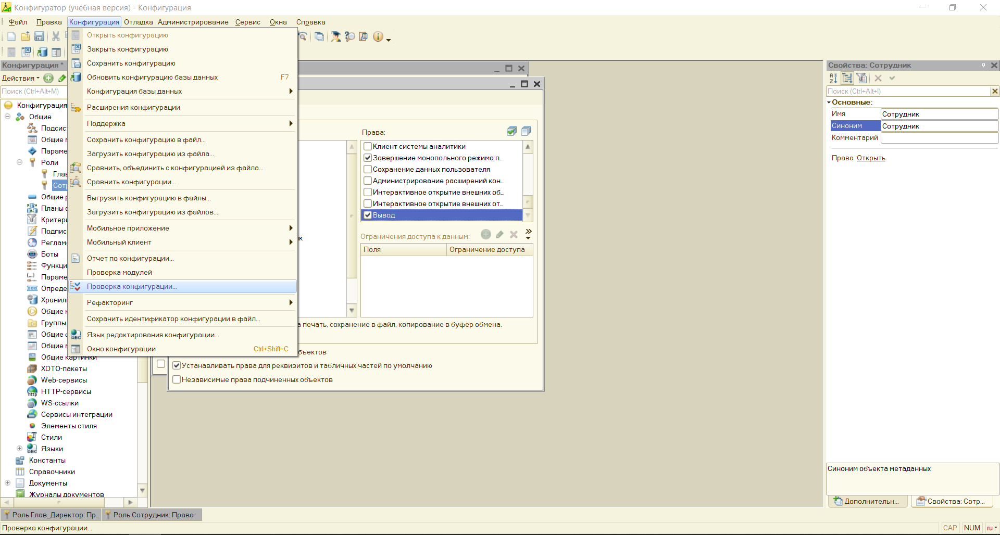 Конфигуратор (учебная версия) - Конфигурация
Файл Правка Конфигурация Отладка Администрирование Сервис Окна Справка
Конфигурация *
Действия
Поиск (Ctrl+Alt+M)
Конфигурация
Общие
Подсист
Общие
Параме
Роли
Глав
Сотр
Общие
Планы
Критери
Подпис
Реглам
Боты
Функци
Параме
Опреде
Хранил
Общие
Группы
Общие
Общие
Общие картинки
XDTO-пакеты
Web-сервисы
HTTP-сервисы
WS-ссылки
Сервисы интеграции
Элементы стиля
Стили
Языки
Константы
Справочники
Документы
Журналы документов
Открыть конфигурацию
Закрыть конфигурацию
Сохранить конфигурацию
Обновить конфигурацию базы данных F7
Конфигурация базы данных
Расширения конфигурации
Поддержка
Сохранить конфигурацию в файл...
Загрузить конфигурацию из файла...
Сравнить, объединить с конфигурацией из файла...
Сравнить конфигурации...
Выгрузить конфигурацию в файлы...
Загрузить конфигурацию из файлов...
Мобильное приложение
Мобильный клиент
Отчет по конфигурации...
Проверка модулей
Проверка конфигурации...
Рефакторинг
Сохранить идентификатор конфигурации в файл...
Язык редактирования конфигурации...
Окно конфигурации Ctrl+Shift+C
Права:
Клиент системы аналитики
Завершение монопольного режима п...
Сохранение данных пользователя
Администрирование расширений кон...
Интерактивное открытие внешних об...
Интерактивное открытие внешних от...
Вывод
Ограничения доступа к данным:
Поля Ограничение доступа
к
печать, сохранение в файл, копирование в буфер обмена.
бъектов
Устанавливать права для реквизитов и табличных частей по умолчанию
Независимые права подчиненных объектов
Свойства: Сотрудник
Поиск (Ctrl+Alt+I)
Основные:
Имя Сотрудник
Синоним Сотрудник
Комментарий
Права Открыть
Синоним объекта метаданных
Дополнительн... Свойства: Сотр...
Роль Глав_Директор: Пр... Роль Сотрудник: Права
Проверка конфигурации... CAP NUM ru